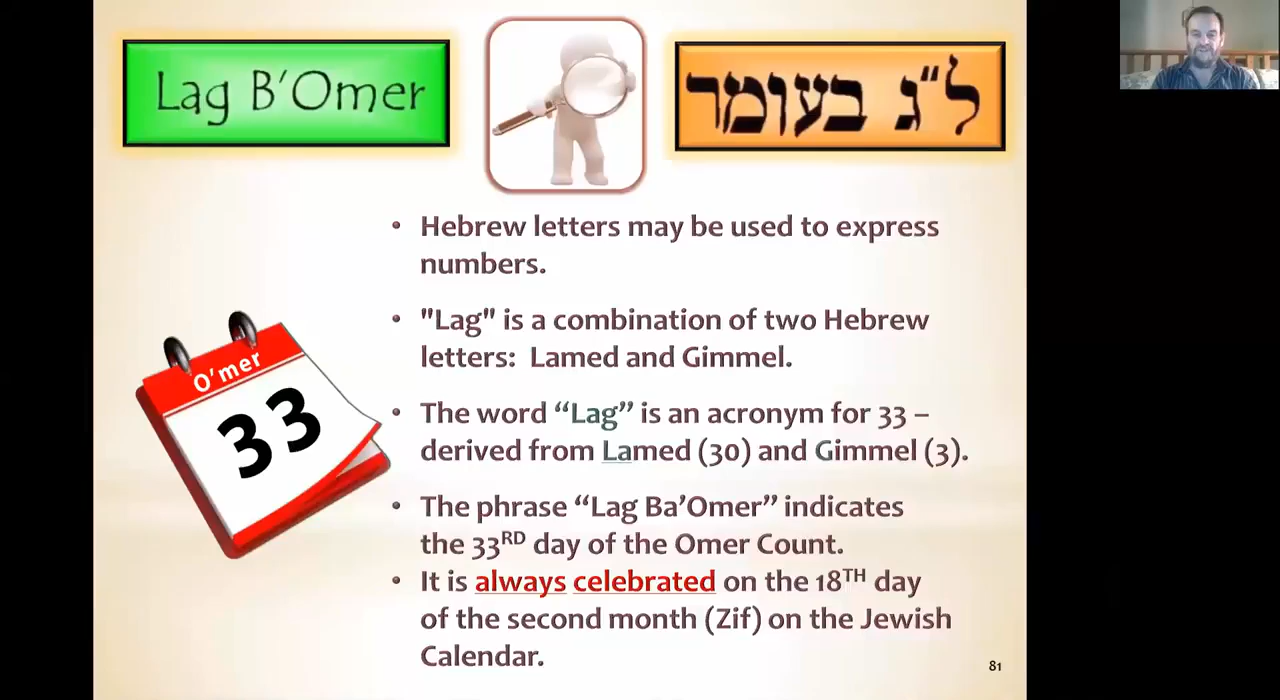 Lag B'Omer
ל"ג בעומר
• Hebrew letters may be used to express
numbers.
• "Lag" is a combination of two Hebrew
letters: Lamed and Gimmel.
• The word “Lag” is an acronym for 33 –
derived from Lamed (30) and Gimmel (3).
• The phrase “Lag Ba’Omer” indicates
the 33RD day of the Omer Count.
• It is always celebrated on the 18TH day
of the second month (Zif) on the Jewish
Calendar.
O’mer
33
81